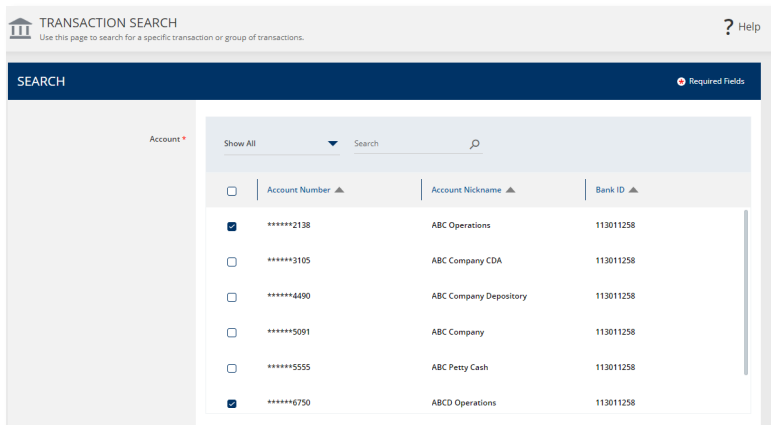 TRANSACTION SEARCH
Use this page to search for a specific transaction or group of transactions.
? Help
SEARCH
* Required Fields
Account *
Show All
Search
Account Number
Account Nickname
Bank ID
******2138 ABC Operations 113011258
******3105 ABC Company CDA 113011258
******4490 ABC Company Depository 113011258
******5091 ABC Company 113011258
******5555 ABC Petty Cash 113011258
******6750 ABCD Operations 113011258